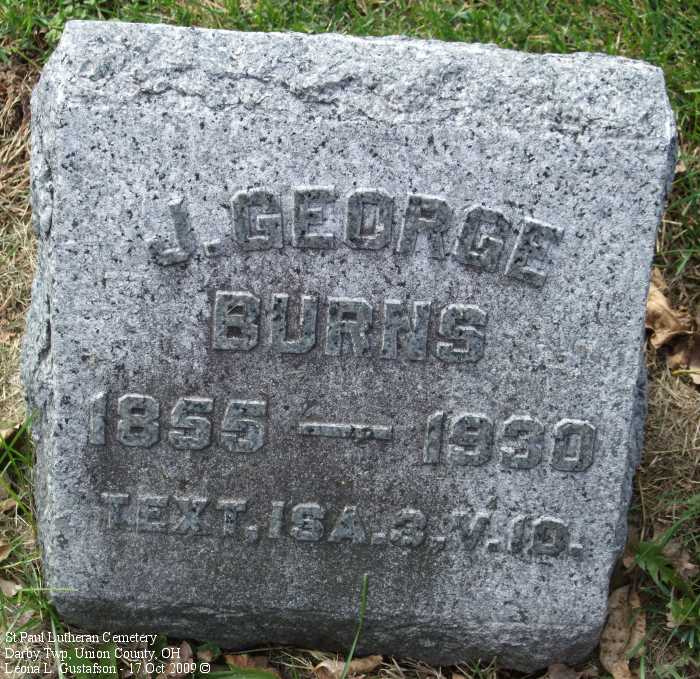 J. GEORGE
BURNS
1855 — 1930
TEXT, ISA. 3. V. 10.
St Paul Lutheran Cemetery
Darby Twp, Union County, OH
Leona L. Gustafson - 17 Oct 2009 ©